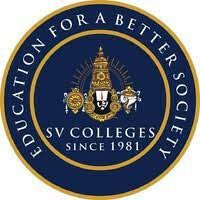 EDUCATION FOR A BETTER SOCIETY
SV COLLEGES
SINCE 1981